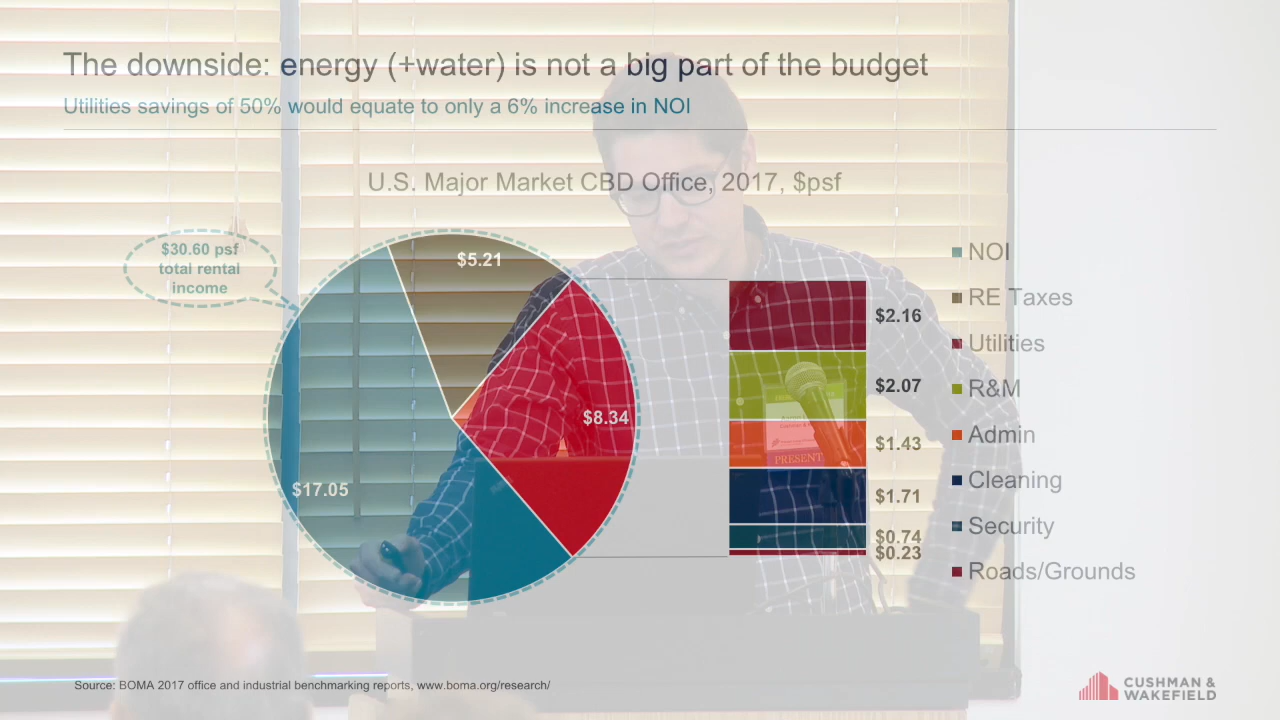 The downside: energy (+water) is not a big part of the budget
Utilities savings of 50% would equate to only a 6% increase in NOI
U.S. Major Market CBD Office, 2017, $psf
$30.60 psf
total rental
income
$5.21
$8.34
$17.05
$2.16
$2.07
$1.43
$1.71
$0.74
$0.23
NOI
RE Taxes
Utilities
R&M
Admin
Cleaning
Security
Roads/Grounds
PRESENT
Source: BOMA 2017 office and industrial benchmarking reports, www.boma.org/research/
CUSHMAN &
WAKEFIELD